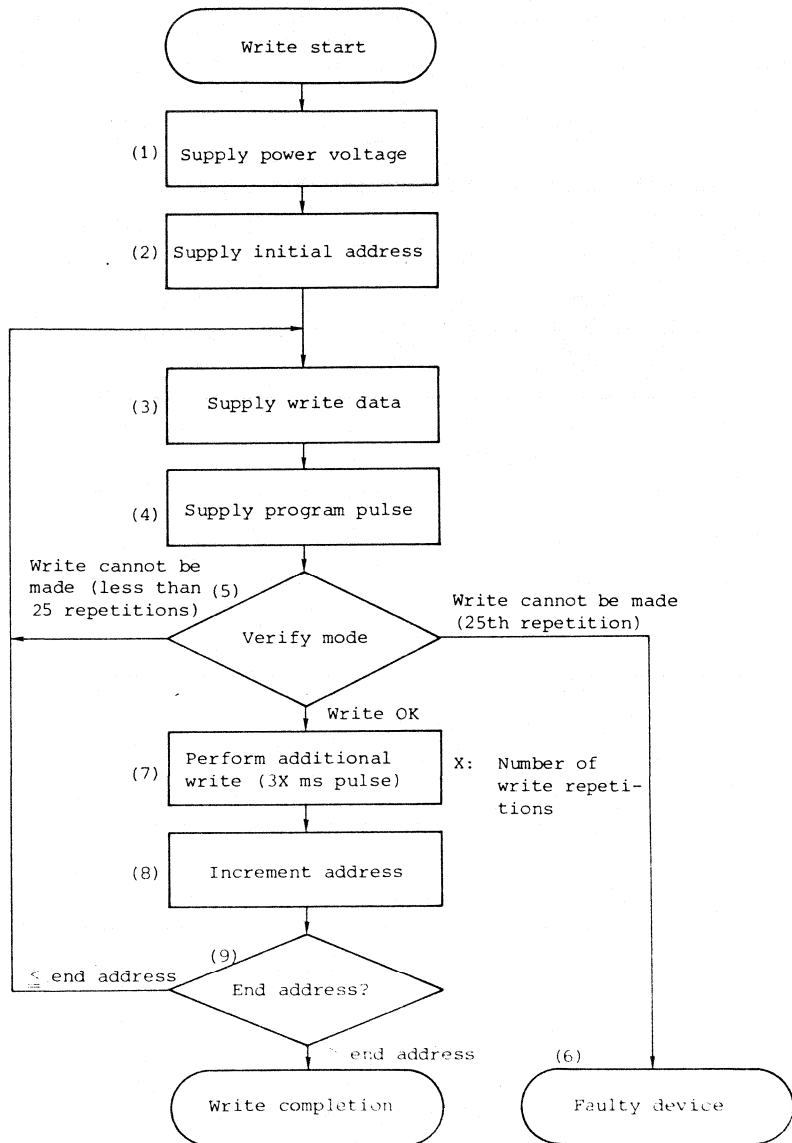 Write start
(1) Supply power voltage
(2) Supply initial address
(3) Supply write data
(4) Supply program pulse
Write cannot be
made (less than
25 repetitions)
(5)
Verify mode
Write cannot be made
(25th repetition)
Write OK
(7) Perform additional
write (3X ms pulse)
X: Number of
write repeti-
tions
(8) Increment address
(9)
≦ end address
End address?
end address
(6)
Write completion
Faulty device